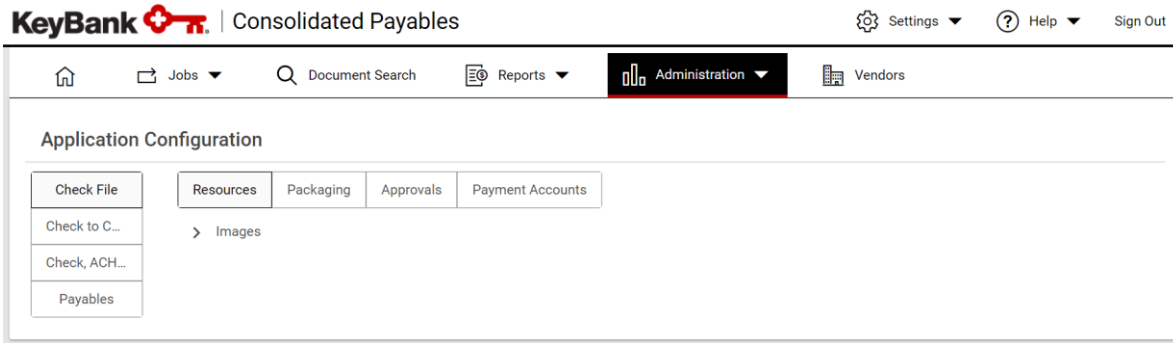 KeyBank Consolidated Payables Settings Help Sign Out
Jobs Document Search Reports Administration Vendors
Application Configuration
Check File Resources Packaging Approvals Payment Accounts
Check to C... Images
Check, ACH...
Payables